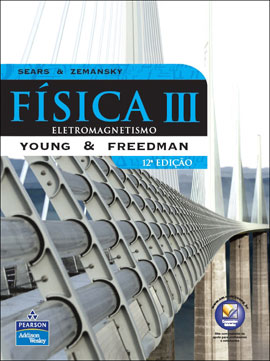 SEARS & ZEMANSKY
FÍSICA III
ELETROMAGNETISMO
YOUNG & FREEDMAN
12ª EDIÇÃO
PEARSON
Addison
Wesley